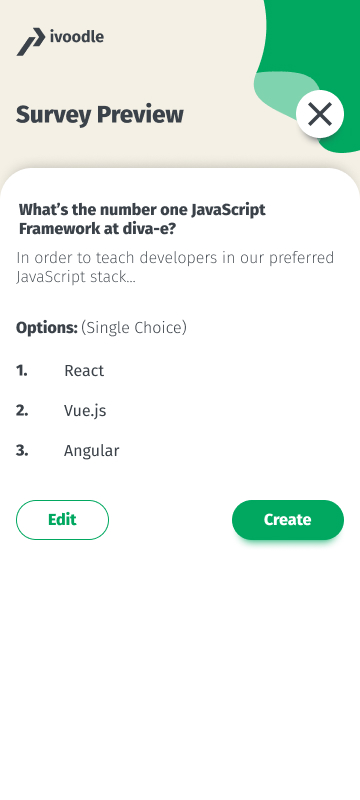 ivoodle
Survey Preview
What’s the number one JavaScript
Framework at diva-e?
In order to teach developers in our preferred
JavaScript stack...
Options: (Single Choice)
1. React
2. Vue.js
3. Angular
Edit
Create